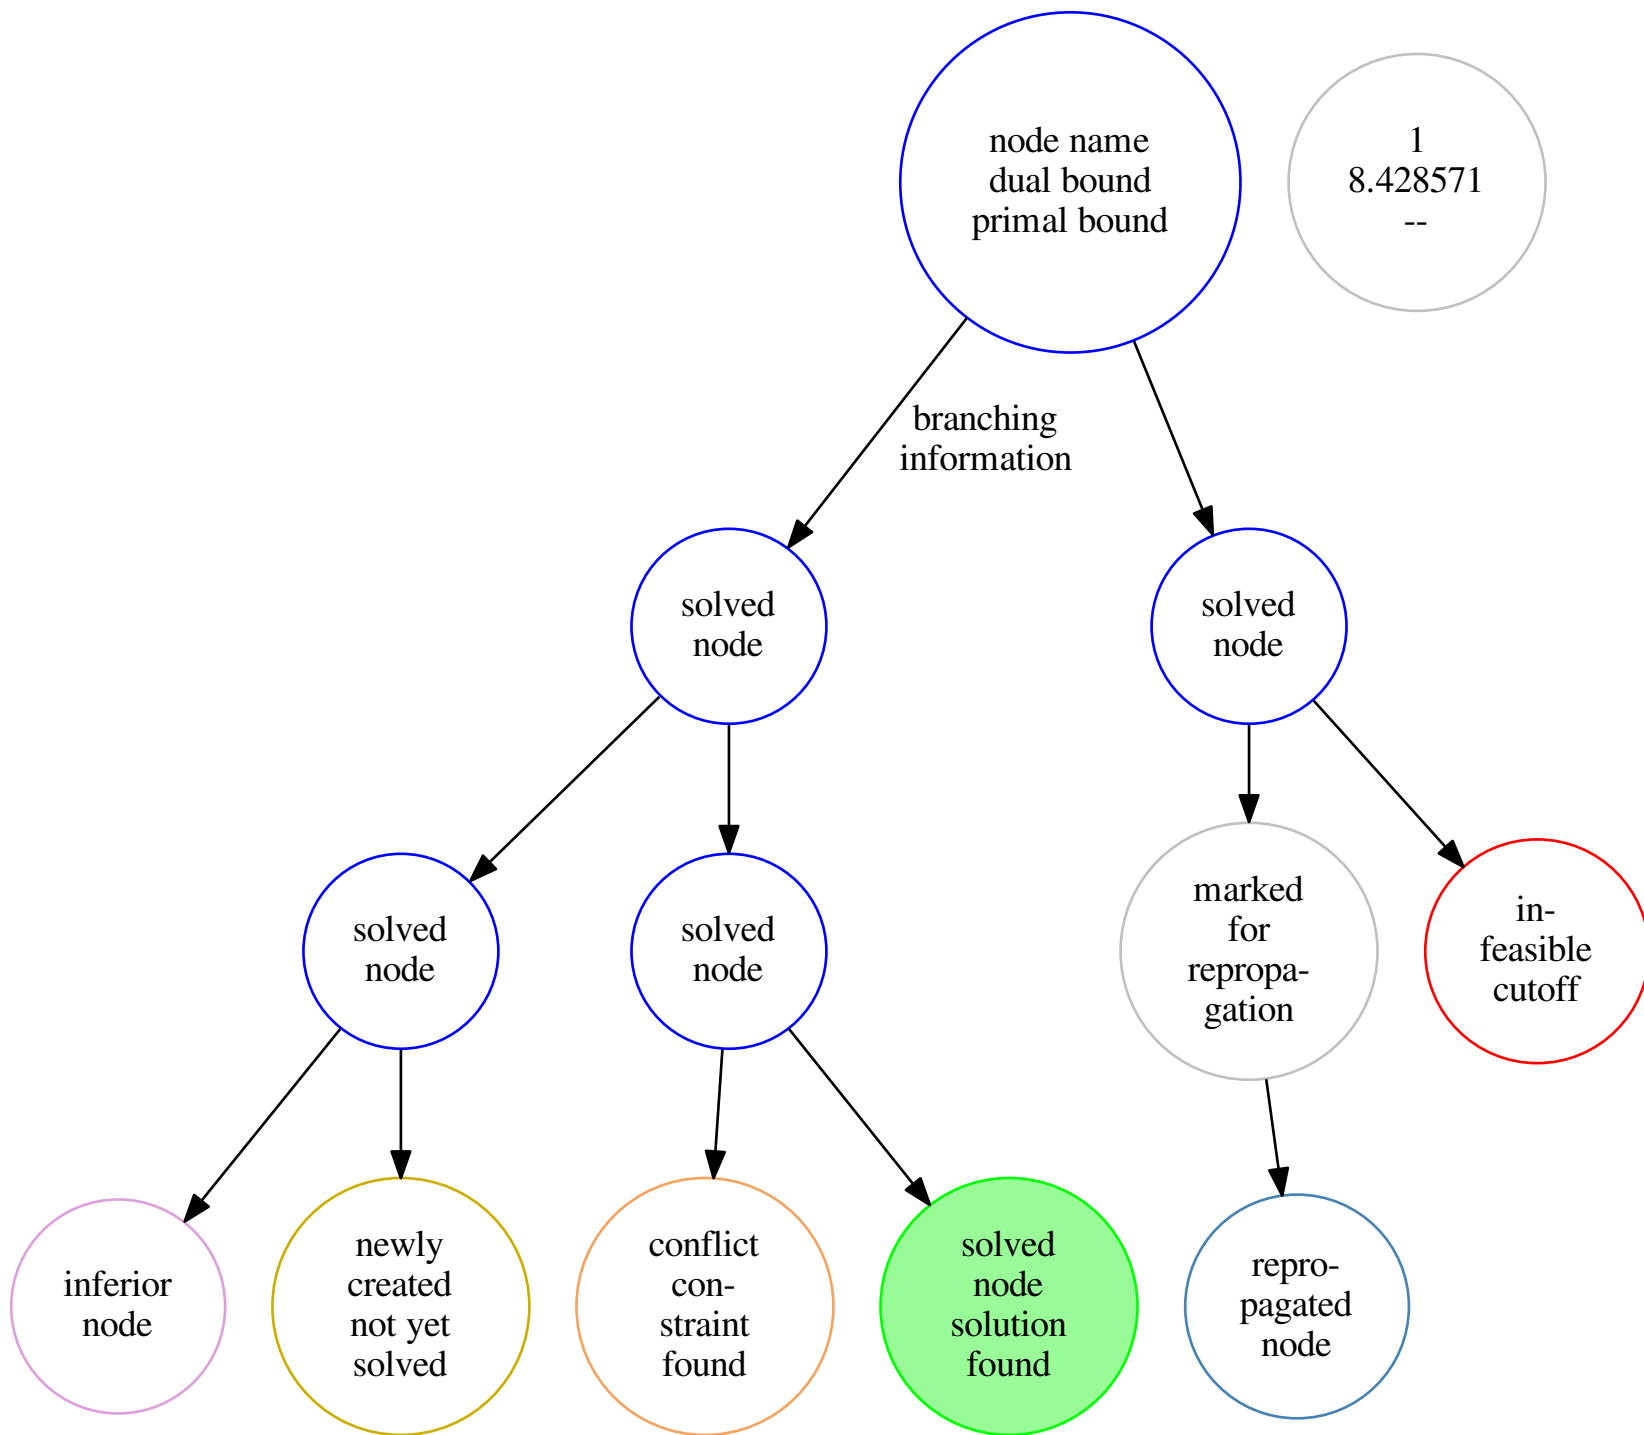 node name
dual bound
primal bound
1
8.428571
--
branching
information
solved
node
solved
node
solved
node
solved
node
marked
for
repropa-
gation
in-
feasible
cutoff
inferior
node
newly
created
not yet
solved
conflict
con-
straint
found
solved
node
solution
found
repro-
pagated
node